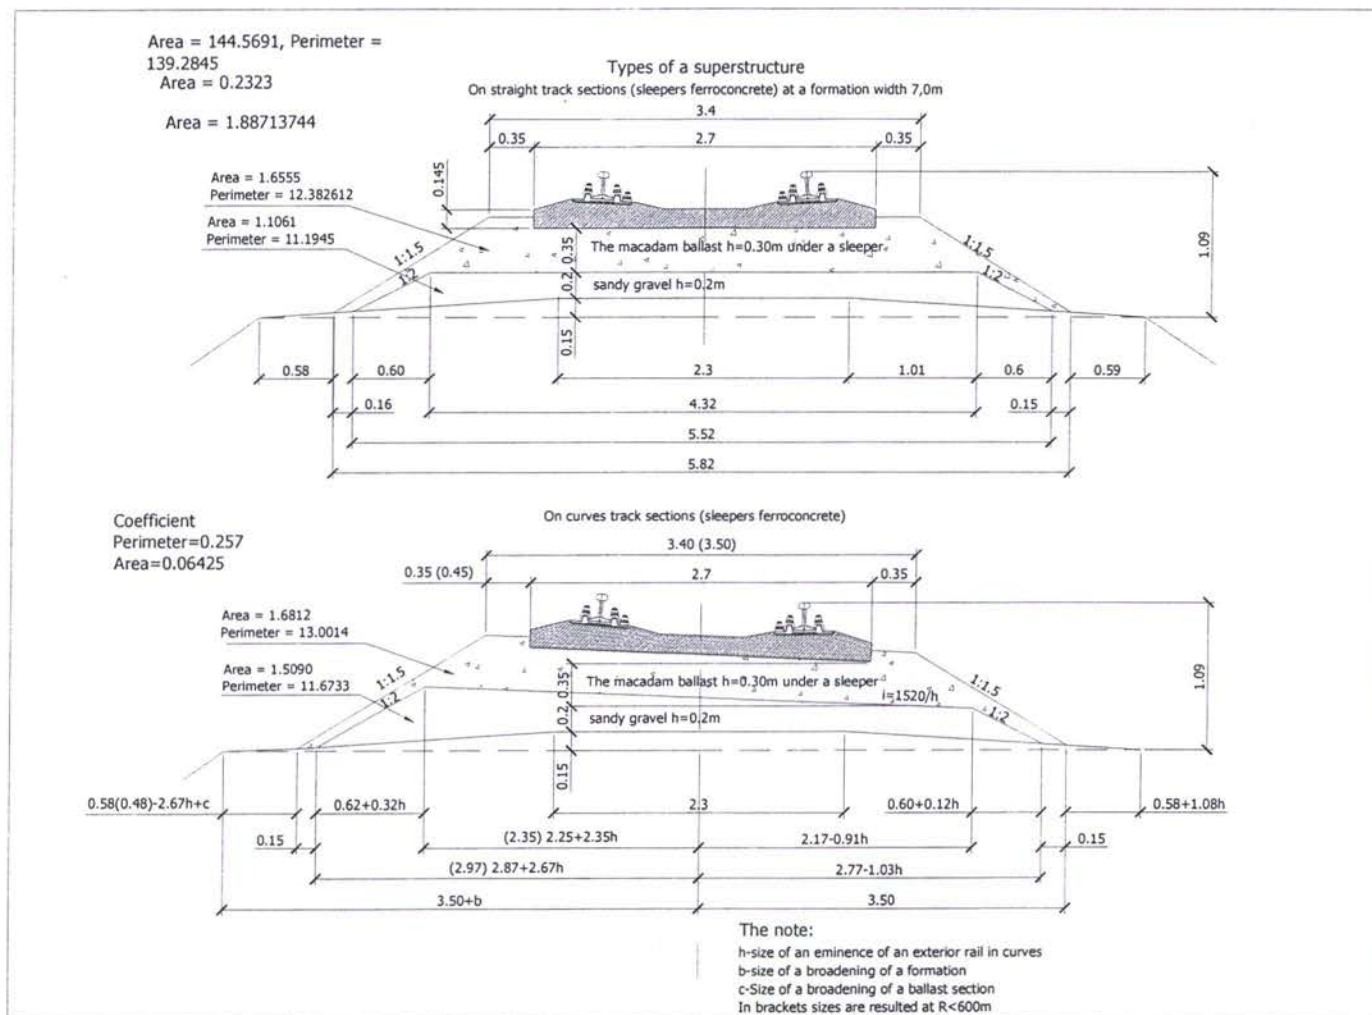 Area = 144.5691, Perimeter =
139.2845
Area = 0.2323
Area = 1.88713744
Types of a superstructure
On straight track sections (sleepers ferroconcrete) at a formation width 7,0m
3.4
0.35
2.7
0.35
0.145
Area = 1.6555
Perimeter = 12.382612
Area = 1.1061
Perimeter = 11.1945
1:1.5
1:2
0.35
The macadam ballast h=0.30m under a sleeper
1:1.5
1:2
1.09
0.2
sandy gravel h=0.2m
0.15
0.58
0.60
2.3
1.01
0.6
0.59
0.16
4.32
0.15
5.52
5.82
Coefficient
Perimeter=0.257
Area=0.06425
On curves track sections (sleepers ferroconcrete)
3.40 (3.50)
0.35 (0.45)
2.7
0.35
Area = 1.6812
Perimeter = 13.0014
Area = 1.5090
Perimeter = 11.6733
1:1.5
1:2
0.35
The macadam ballast h=0.30m under a sleeper
i=1520/h
1:1.5
1:2
1.09
0.2
sandy gravel h=0.2m
0.15
0.58(0.48)-2.67h+c
0.62+0.32h
2.3
0.60+0.12h
0.58+1.08h
0.15
(2.35) 2.25+2.35h
2.17-0.91h
0.15
(2.97) 2.87+2.67h
2.77-1.03h
3.50+b
3.50
The note:
h-size of an eminence of an exterior rail in curves
b-size of a broadening of a formation
c-Size of a broadening of a ballast section
In brackets sizes are resulted at R<600m